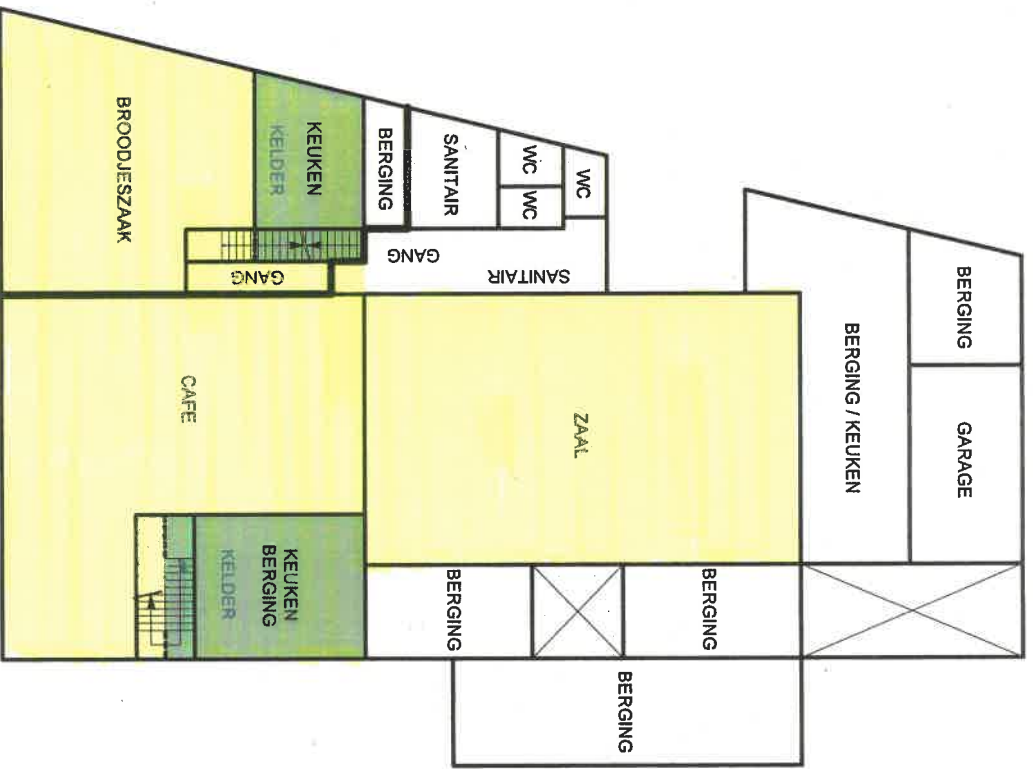 BROODJESZAAK
KEUKEN
KELDER
BERGING
SANITAIR
WC
WC
WC
GANG
GANG
SANITAIR
CAFE
KEUKEN
BERGING
KELDER
ZAAL
BERGING
BERGING
BERGING
BERGING / KEUKEN
BERGING
GARAGE